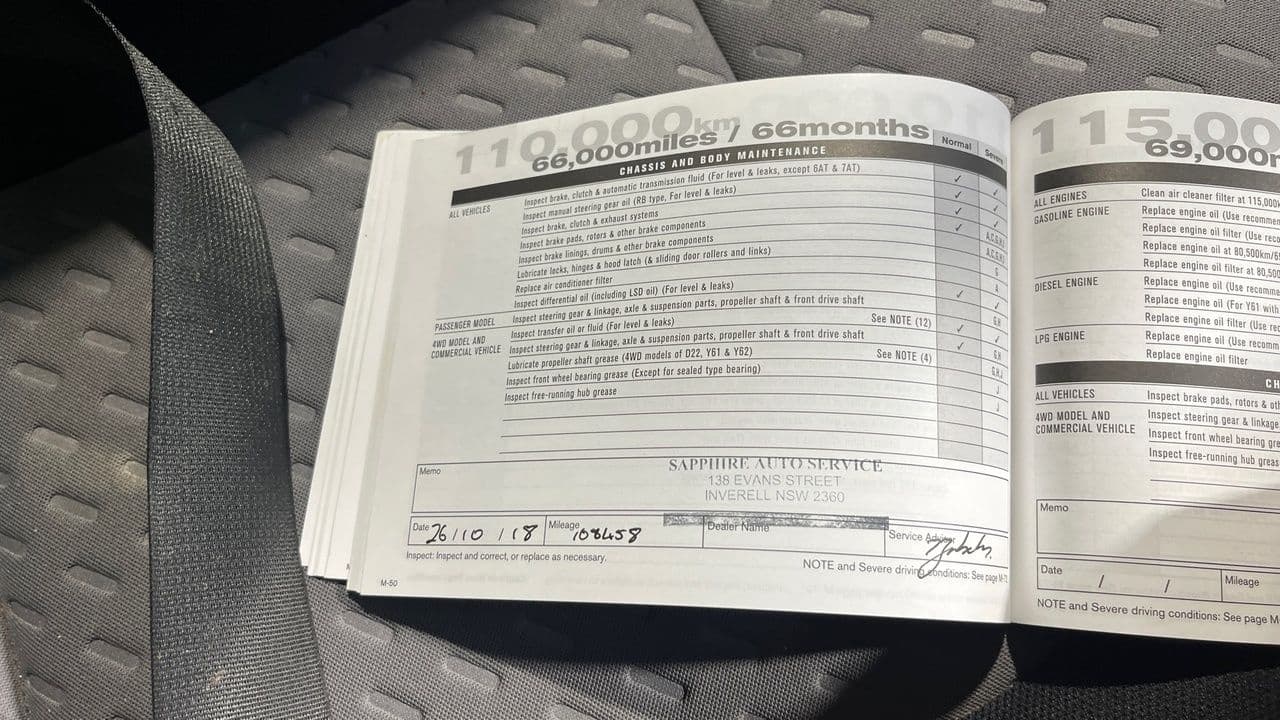 110,000km
66,000miles / 66months
CHASSIS AND BODY MAINTENANCE
Normal
Severe
ALL VEHICLES
Inspect brake, clutch & automatic transmission fluid (For level & leaks, except 6AT & 7AT) ✓ ✓
Inspect manual steering gear oil (RB type, For level & leaks) ✓ ✓
Inspect brake, clutch & exhaust systems ✓ ✓
Inspect brake pads, rotors & other brake components ✓ A,C,G,H,I
Inspect brake linings, drums & other brake components A,C,G,H,I
Lubricate locks, hinges & hood latch (& sliding door rollers and links) G
Replace air conditioner filter A
Inspect differential oil (including LSD oil) (For level & leaks) ✓ ✓
PASSENGER MODEL
Inspect steering gear & linkage, axle & suspension parts, propeller shaft & front drive shaft G,H
4WD MODEL AND
COMMERCIAL VEHICLE
Inspect transfer oil or fluid (For level & leaks) See NOTE (12) ✓ ✓
Inspect steering gear & linkage, axle & suspension parts, propeller shaft & front drive shaft ✓ G,H
Lubricate propeller shaft grease (4WD models of D22, Y61 & Y62) See NOTE (4) G,H,J
Inspect front wheel bearing grease (Except for sealed type bearing) J
Inspect free-running hub grease J
Memo
SAPPHIRE AUTO SERVICE
138 EVANS STREET
INVERELL NSW 2360
Date 26/10/18
Mileage 108458
Dealer Name
Service Advisor
Inspect: Inspect and correct, or replace as necessary.
NOTE and Severe driving conditions: See page M-
M-50
115,00
69,000m
ALL ENGINES
Clean air cleaner filter at 115,000k
GASOLINE ENGINE
Replace engine oil (Use recomme
Replace engine oil filter (Use reco
Replace engine oil at 80,500km/6
Replace engine oil filter at 80,500
DIESEL ENGINE
Replace engine oil (Use recomme
Replace engine oil (For Y61 with
Replace engine oil filter (Use rec
LPG ENGINE
Replace engine oil (Use recomm
Replace engine oil filter
CH
ALL VEHICLES
Inspect brake pads, rotors & oth
4WD MODEL AND
COMMERCIAL VEHICLE
Inspect steering gear & linkage
Inspect front wheel bearing gre
Inspect free-running hub greas
Memo
Date / /
Mileage
NOTE and Severe driving conditions: See page M-